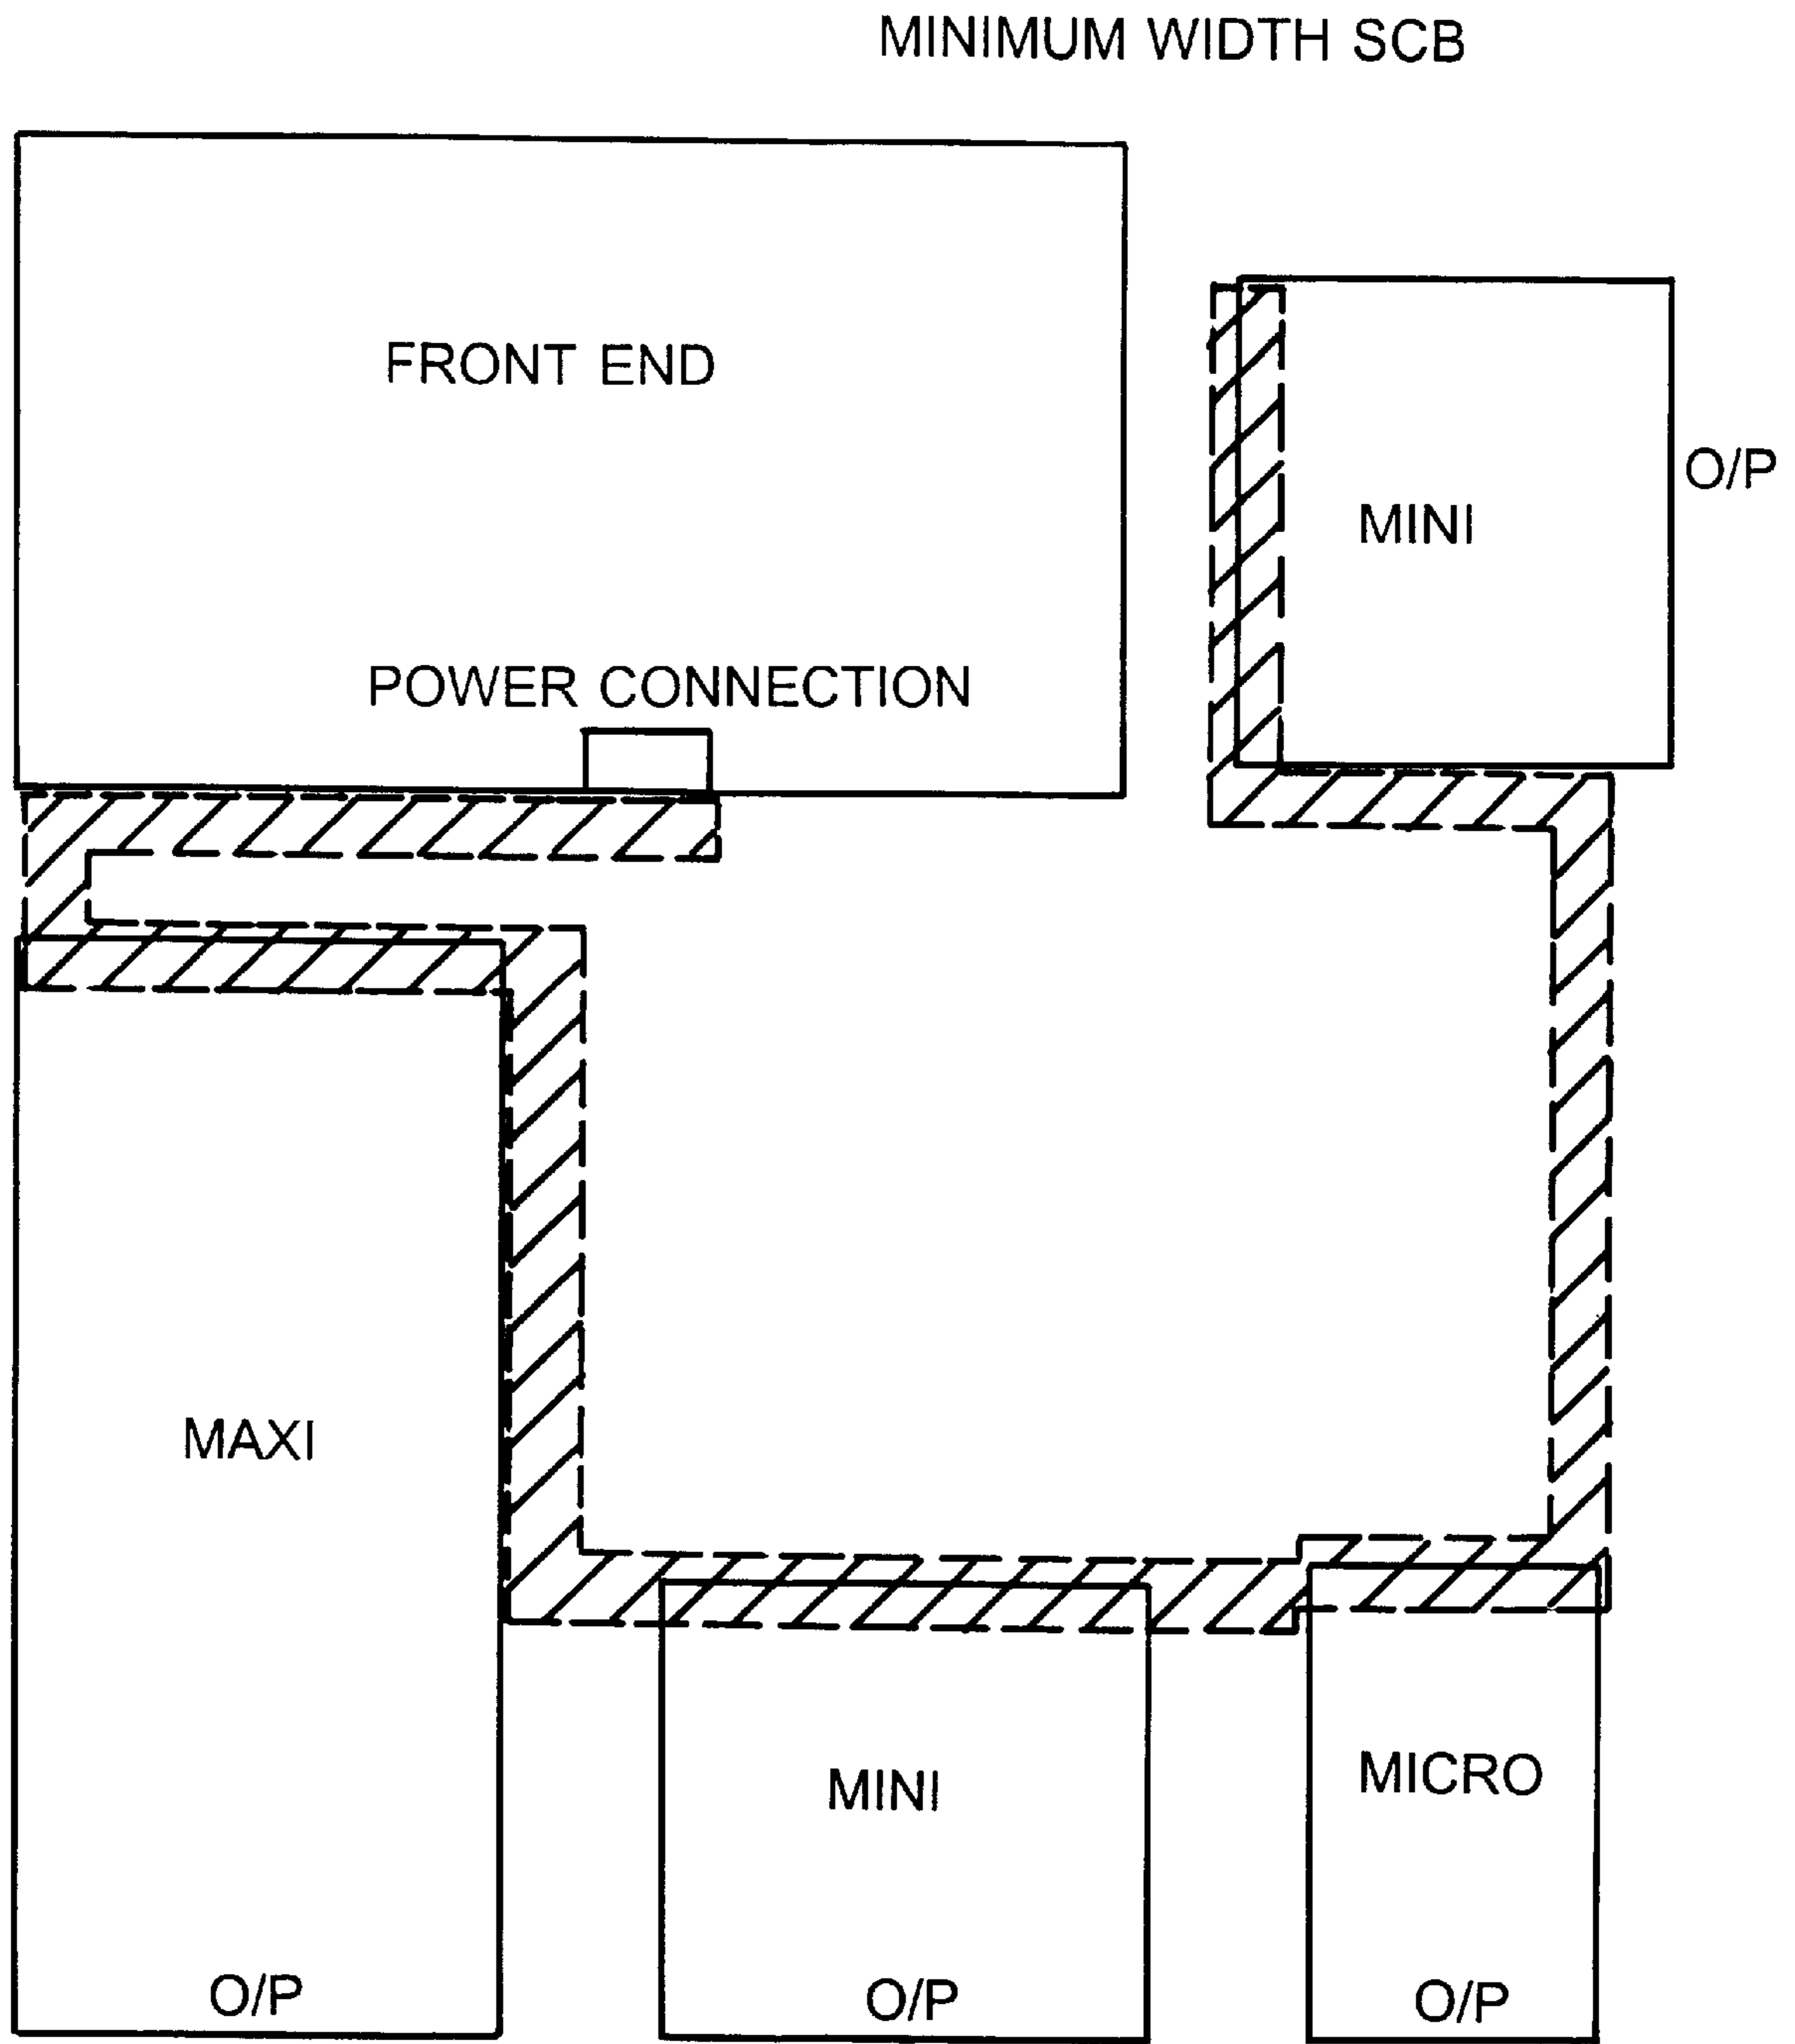 MINIMUM WIDTH SCB
FRONT END
O/P
MINI
POWER CONNECTION
MAXI
MINI
MICRO
O/P
O/P
O/P